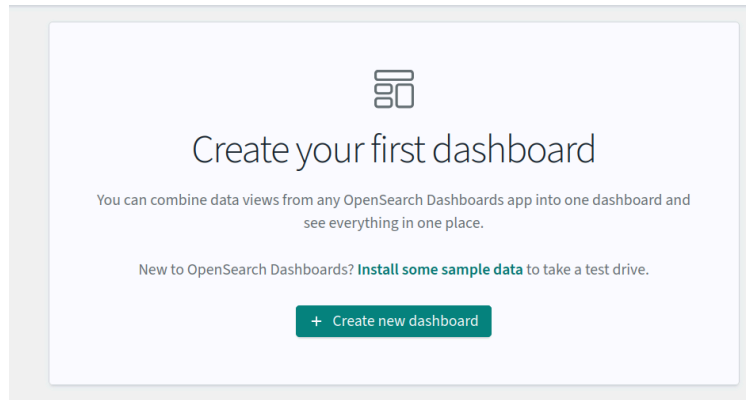 Create your first dashboard
You can combine data views from any OpenSearch Dashboards app into one dashboard and
see everything in one place.
New to OpenSearch Dashboards? Install some sample data to take a test drive.
+ Create new dashboard